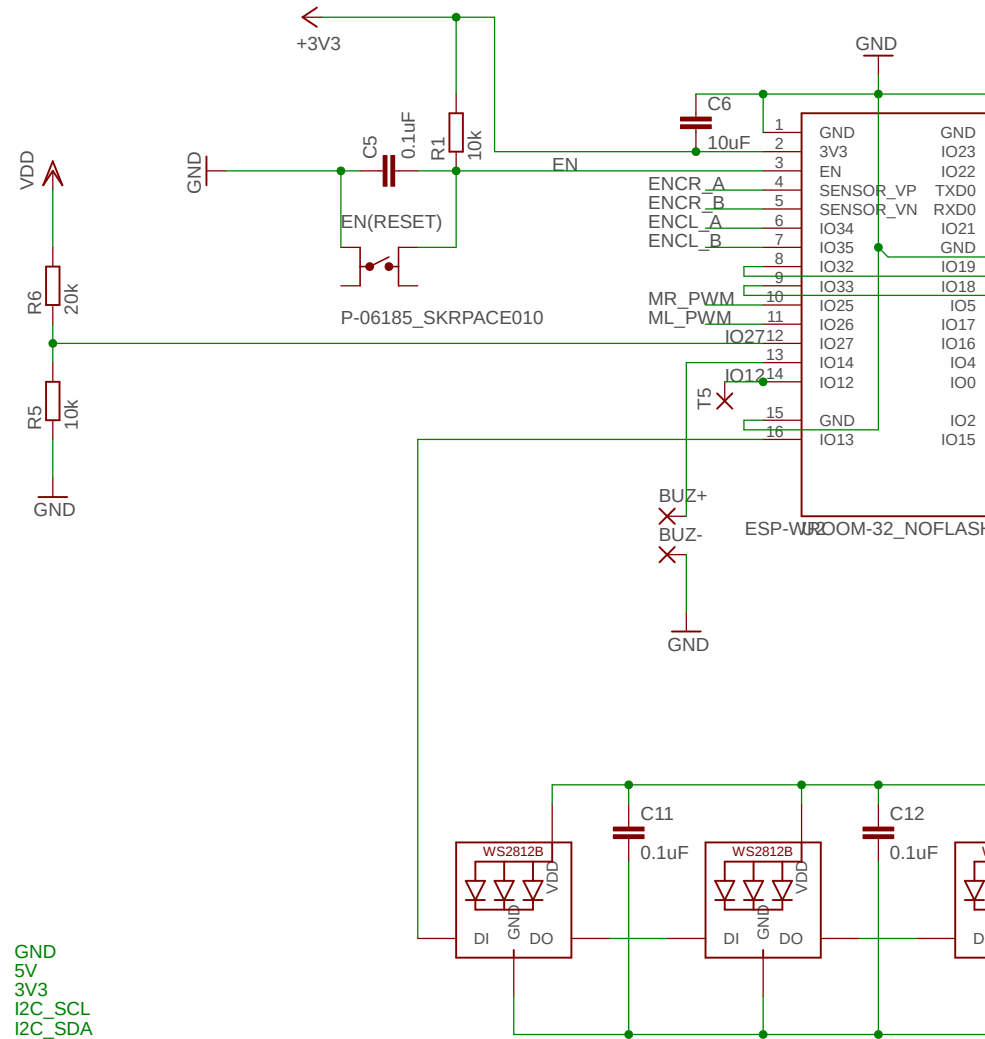 +3V3
GND
C6
10uF
C5
0.1uF
R1
10k
EN
GND
VDD
EN(RESET)
P-06185_SKRPACE010
R6
20k
R5
10k
GND
ENCR_A
ENCR_B
ENCL_A
ENCL_B
MR_PWM
ML_PWM
IO27
IO12
T5
1 GND GND
2 3V3 IO23
3 EN IO22
4 SENSOR_VP TXD0
5 SENSOR_VN RXD0
6 IO34 IO21
7 IO35 GND
8 IO32 IO19
9 IO33 IO18
10 IO25 IO5
11 IO26 IO17
12 IO27 IO16
13 IO14 IO4
14 IO12 IO0
15 GND IO2
16 IO13 IO15
BUZ+
BUZ-
GND
C11
0.1uF
C12
0.1uF
WS2812B
VDD
GND
DI DO
WS2812B
VDD
GND
DI DO
GND
5V
3V3
I2C_SCL
I2C_SDA